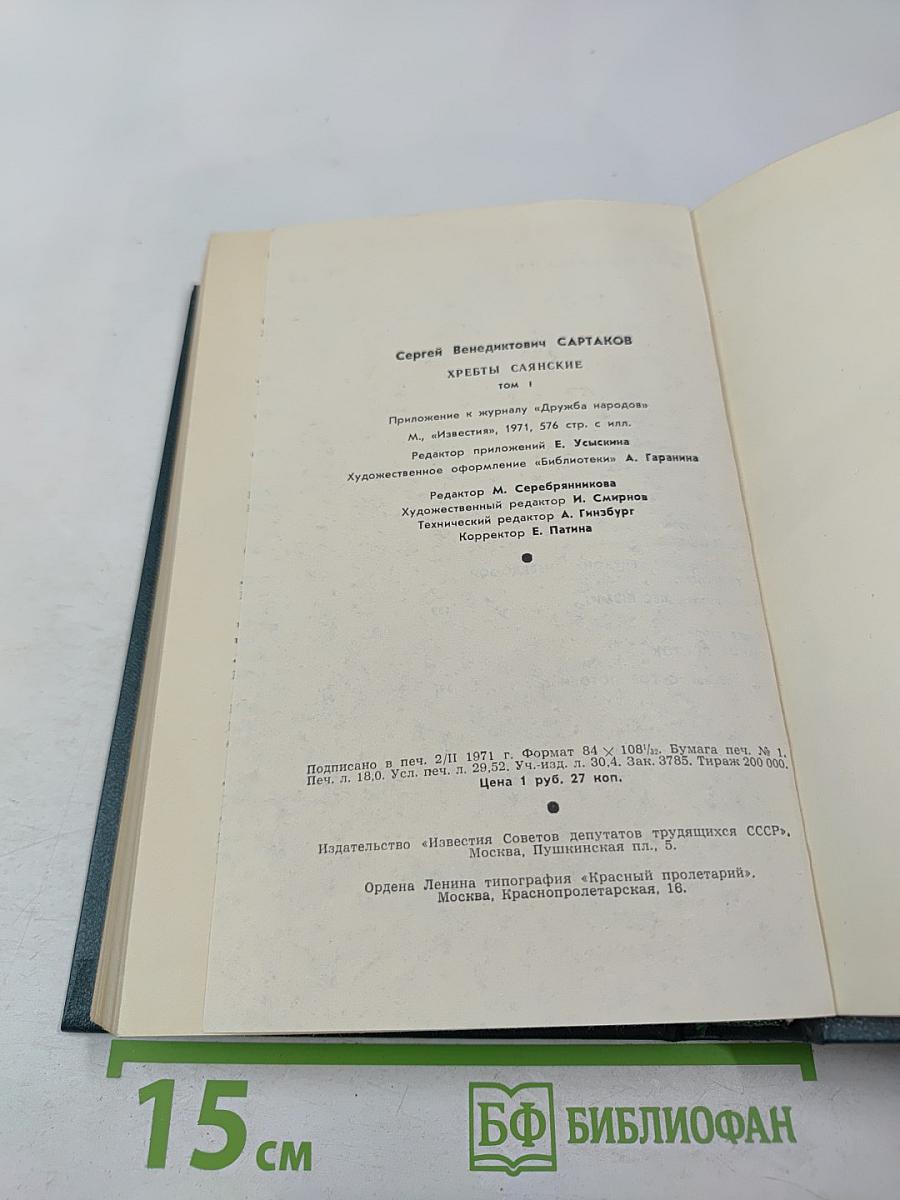 Сергей Венедиктович САРТАКОВ
ХРЕБТЫ САЯНСКИЕ
ТОМ I
Приложение к журналу «Дружба народов»
М., «Известия», 1971, 576 стр. с илл.
Редактор приложений Е. Усыскина
Художественное оформление «Библиотеки» А. Гаранина
Редактор М. Серебрянникова
Художественный редактор И. Смирнов
Технический редактор А. Гинзбург
Корректор Е. Патина
Подписано в печ. 2/II 1971 г. Формат 84 × 108¹/₃₂. Бумага печ. № 1.
Печ. л. 18,0. Усл. печ. л. 29,52. Уч.-изд. л. 30,4. Зак. 3785. Тираж 200 000.
Цена 1 руб. 27 коп.
Издательство «Известия Советов депутатов трудящихся СССР».
Москва, Пушкинская пл., 5.
Ордена Ленина типография «Красный пролетарий».
Москва, Краснопролетарская, 16.
15 см
БФ БИБЛИОФАН